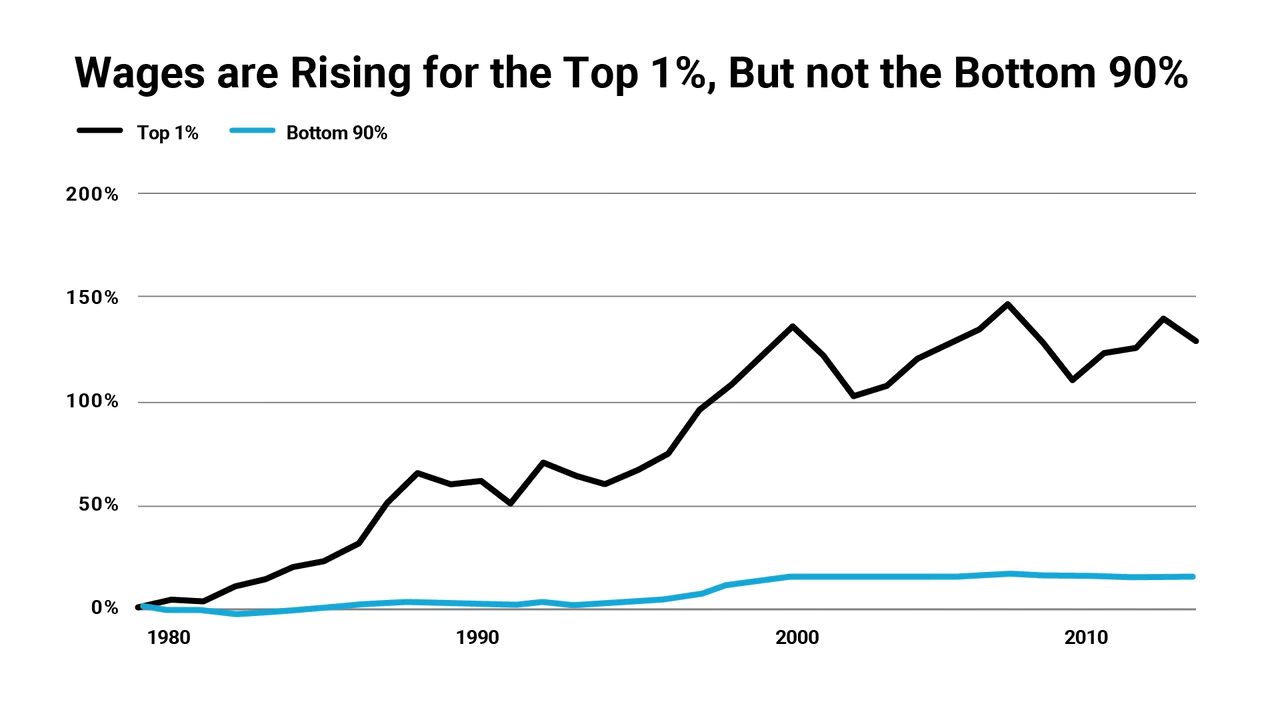 Wages are Rising for the Top 1%, But not the Bottom 90%
Top 1% Bottom 90%
200%
150%
100%
50%
0%
1980 1990 2000 2010